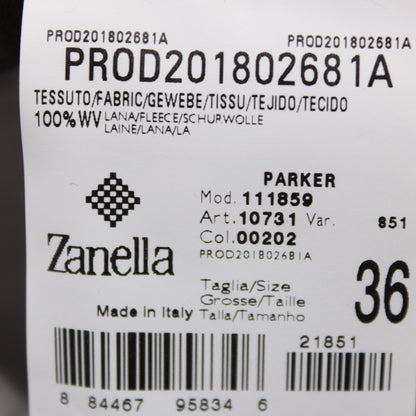 PROD201802681A PROD201802681A
PROD201802681A
TESSUTO/FABRIC/GEWEBE/TISSU/TEJIDO/TECIDO
100%WV LANA/FLEECE/SCHURWOLLE
LAINE/LANA/LA
PARKER
Mod. 111859
Art. 10731 Var. 851
Col. 00202
PROD201802681A
Zanella
Taglia/Size
Grosse/Taille
Talla/Tamanho
36
Made in Italy
21851
8 84467 95834 6